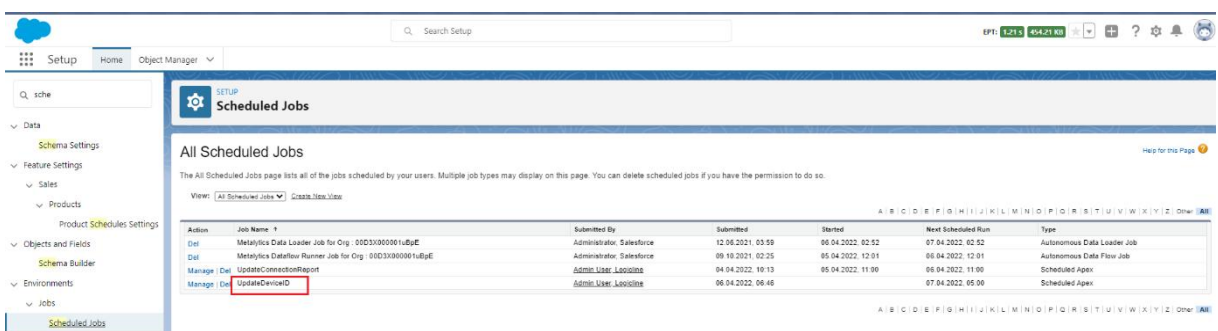 Search Setup
EPT: 1.21 s 454.21 KB
Setup Home Object Manager
sche
SETUP
Scheduled Jobs
Data
Schema Settings
Feature Settings
Sales
Products
Product Schedules Settings
Objects and Fields
Schema Builder
Environments
Jobs
Scheduled Jobs
All Scheduled Jobs
Help for this Page
The All Scheduled Jobs page lists all of the jobs scheduled by your users. Multiple job types may display on this page. You can delete scheduled jobs if you have the permission to do so.
View: All Scheduled Jobs Create New View
A | B | C | D | E | F | G | H | I | J | K | L | M | N | O | P | Q | R | S | T | U | V | W | X | Y | Z | Other All
Action Job Name ↑ Submitted By Submitted Started Next Scheduled Run Type
Del Metalytics Data Loader Job for Org : 00D3X000001uBpE Administrator, Salesforce 12.06.2021, 03:59 06.04.2022, 02:52 07.04.2022, 02:52 Autonomous Data Loader Job
Del Metalytics Dataflow Runner Job for Org : 00D3X000001uBpE Administrator, Salesforce 09.10.2021, 02:25 05.04.2022, 12:01 06.04.2022, 12:01 Autonomous Data Flow Job
Manage | Del UpdateConnectionReport Admin User, Logicline 04.04.2022, 10:13 05.04.2022, 11:00 06.04.2022, 11:00 Scheduled Apex
Manage | Del UpdateDeviceID Admin User, Logicline 06.04.2022, 06:46 07.04.2022, 05:00 Scheduled Apex
A | B | C | D | E | F | G | H | I | J | K | L | M | N | O | P | Q | R | S | T | U | V | W | X | Y | Z | Other All